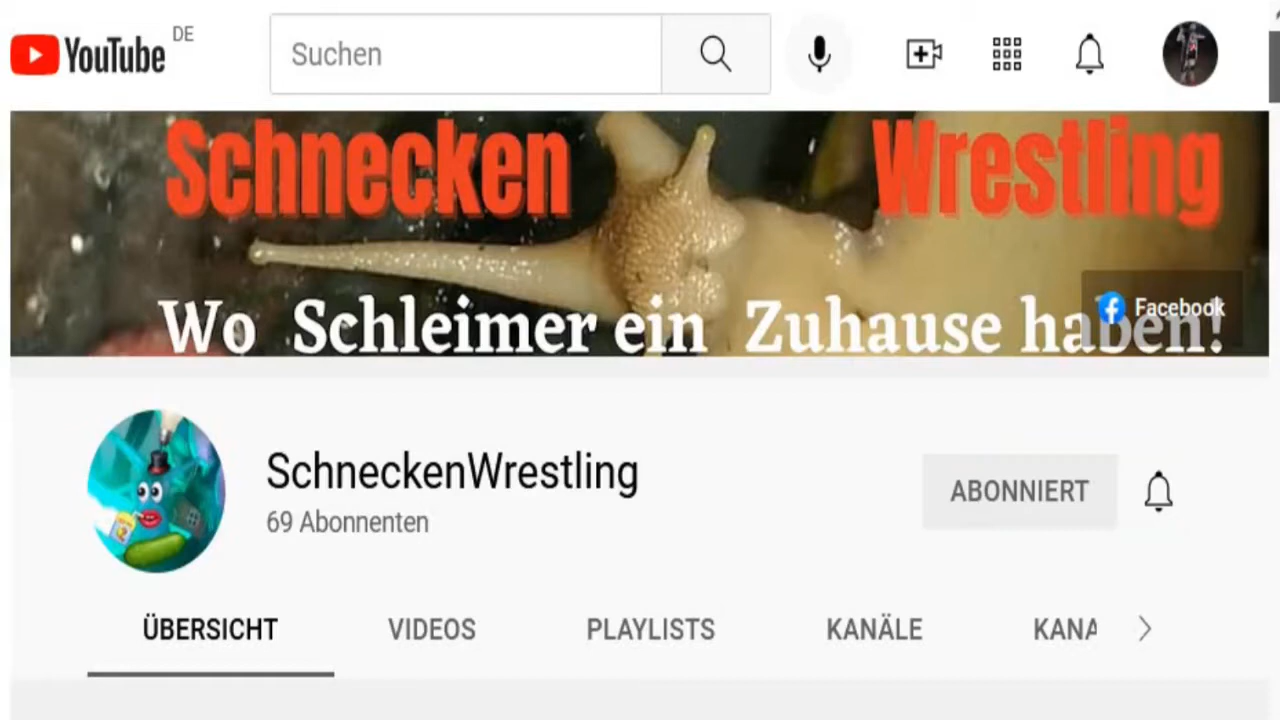 YouTube DE
Suchen
Schnecken Wrestling
Wo Schleimer ein Zuhause haben!
Facebook
SchneckenWrestling
69 Abonnenten
ABONNIERT
ÜBERSICHT VIDEOS PLAYLISTS KANÄLE KANA